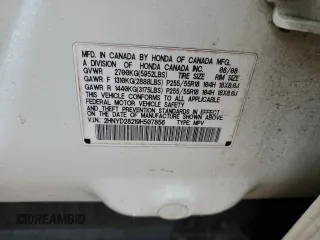 MFD. IN CANADA BY HONDA OF CANADA MFG.,
A DIVISION OF HONDA CANADA INC. 08/08
GVWR 2700KG(5952LBS) TIRE SIZE RIM SIZE
GAWR F 1310KG(2888LBS) P255/55R18 104H 18X8.0J
GAWR R 1440KG(3175LBS) P255/55R18 104H 18X8.0J
THIS VEHICLE CONFORMS TO ALL APPLICABLE
FEDERAL MOTOR VEHICLE SAFETY
AND THEFT PREVENTION STANDARDS IN EFFECT
ON THE DATE OF MANUFACTURE SHOWN ABOVE.
V.I.N.: 2HNYD28219H507856 TYPE: MPV